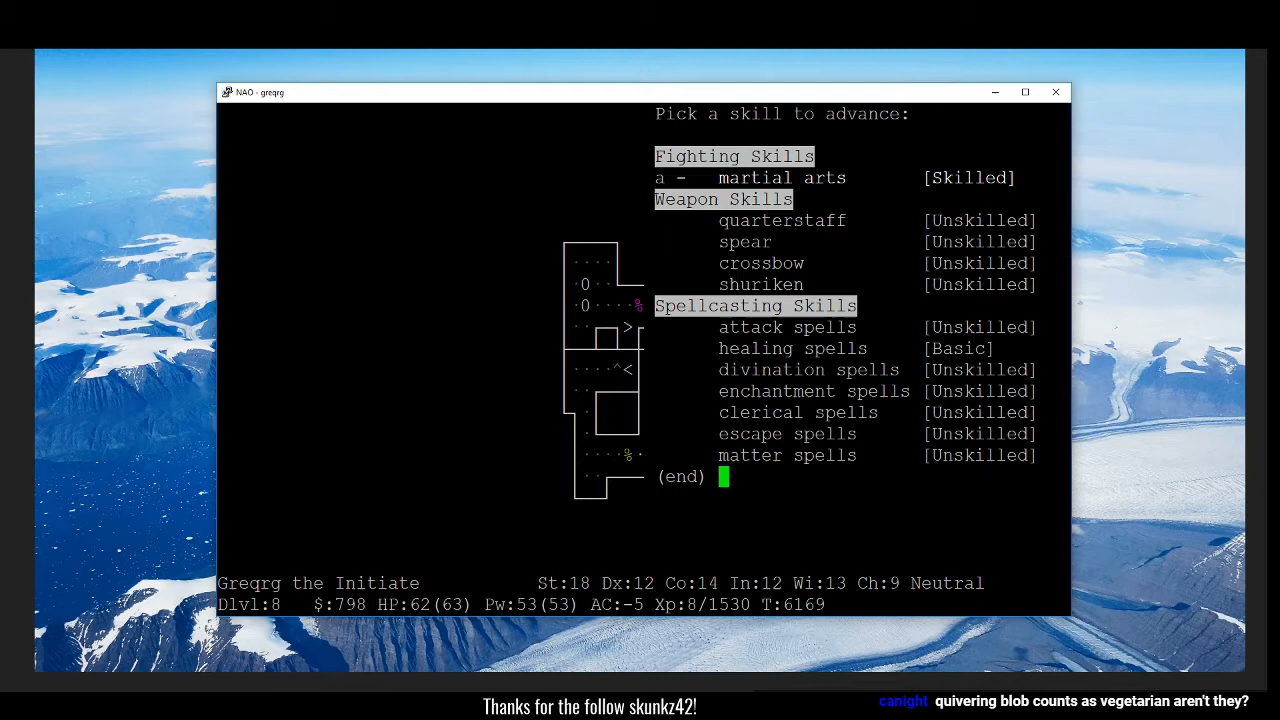 NAO - greqrg
Pick a skill to advance:
Fighting Skills
a - martial arts [Skilled]
Weapon Skills
quarterstaff [Unskilled]
spear [Unskilled]
crossbow [Unskilled]
shuriken [Unskilled]
Spellcasting Skills
attack spells [Unskilled]
healing spells [Basic]
divination spells [Unskilled]
enchantment spells [Unskilled]
clerical spells [Unskilled]
escape spells [Unskilled]
matter spells [Unskilled]
(end)
Greqrg the Initiate St:18 Dx:12 Co:14 In:12 Wi:13 Ch:9 Neutral
Dlvl:8 $:798 HP:62(63) Pw:53(53) AC:-5 Xp:8/1530 T:6169
Thanks for the follow skunkz42!
canight quivering blob counts as vegetarian aren't they?